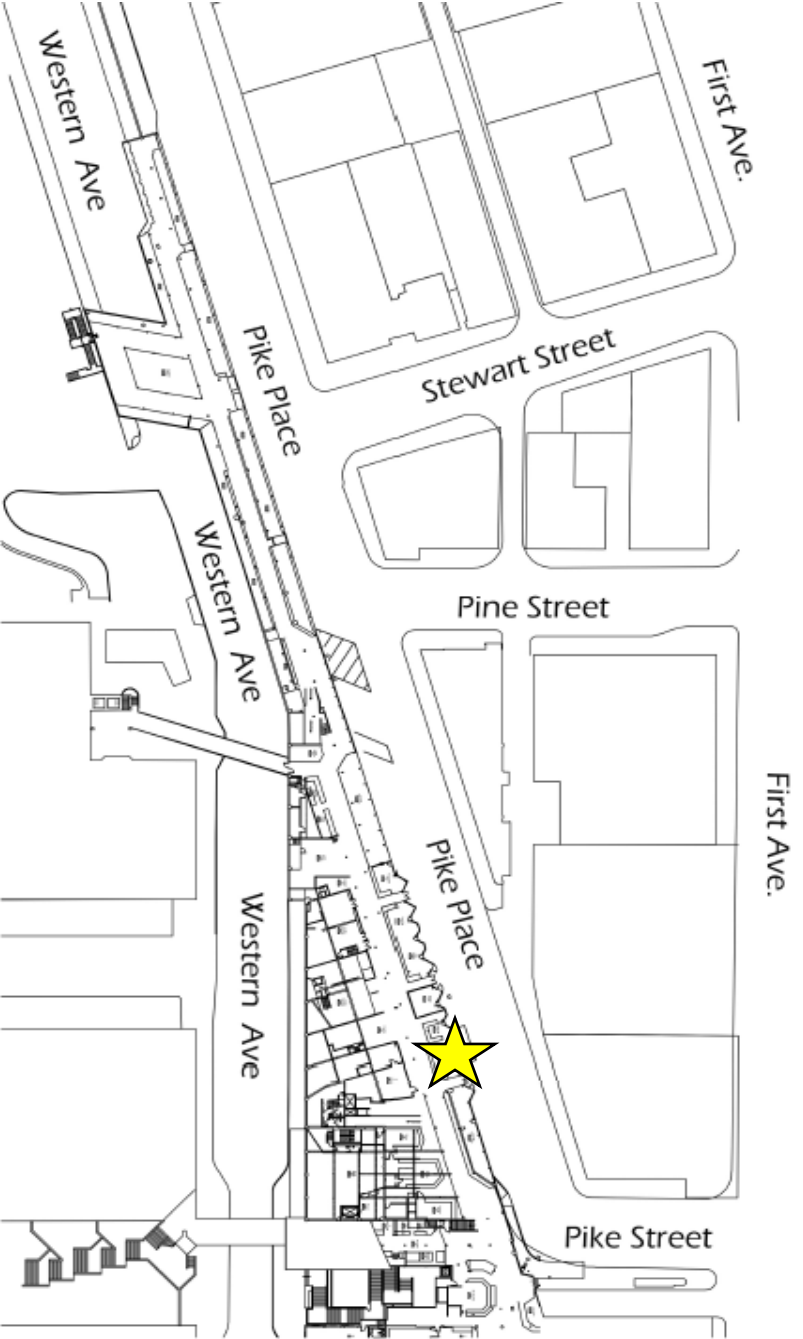 Western Ave
First Ave.
Pike Place
Stewart Street
Western Ave
Pine Street
First Ave.
Pike Place
Western Ave
Pike Street